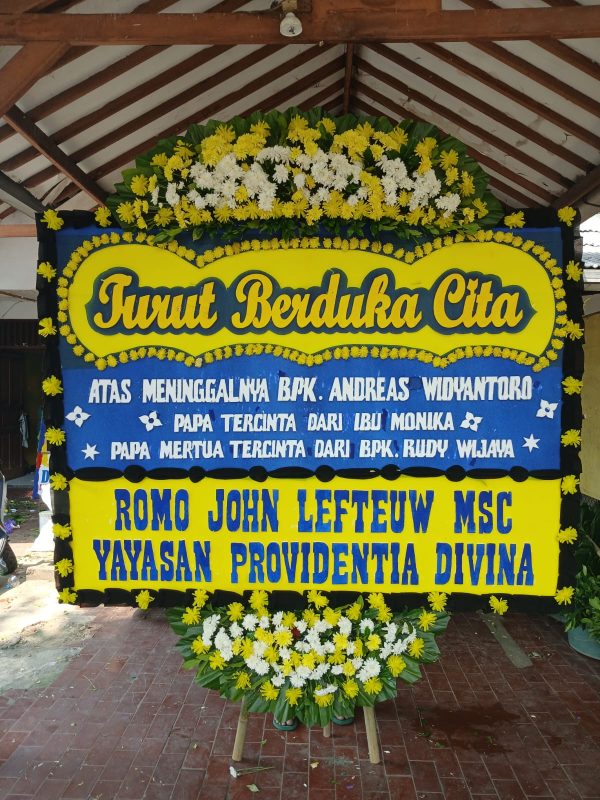 Turut Berduka Cita
ATAS MENINGGALNYA BPK. ANDREAS WIDYANTORO
PAPA TERCINTA DARI IBU MONIKA
PAPA MERTUA TERCINTA DARI BPK. RUDY WIJAYA
ROMO JOHN LEFTEUW MSC
YAYASAN PROVIDENTIA DIVINA